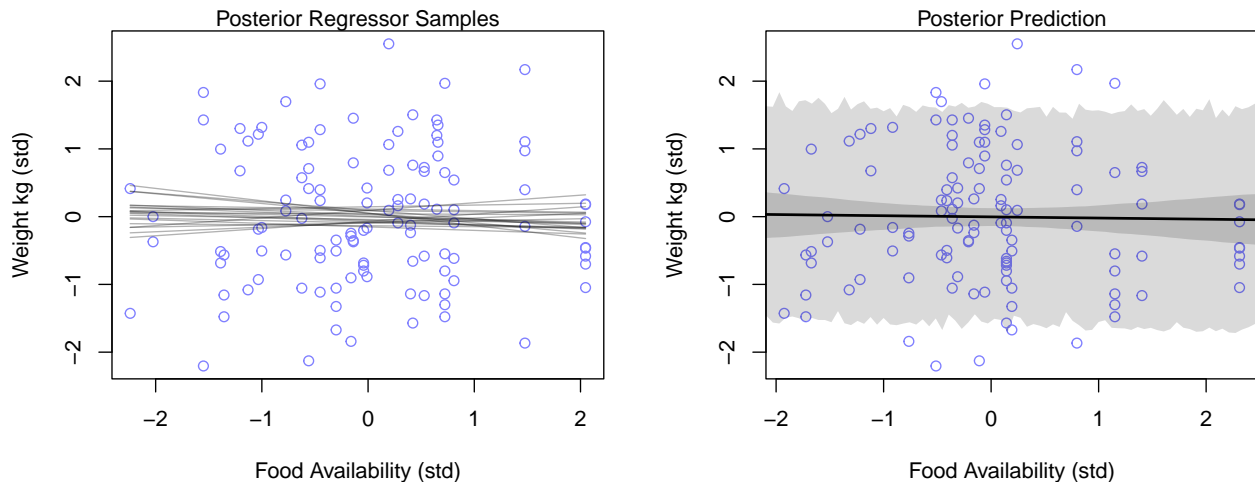 Posterior Regressor Samples
Weight kg (std)
2
1
0
−1
−2
−2 −1 0 1 2
Food Availability (std)
Posterior Prediction
Weight kg (std)
2
1
0
−1
−2
−2 −1 0 1 2
Food Availability (std)